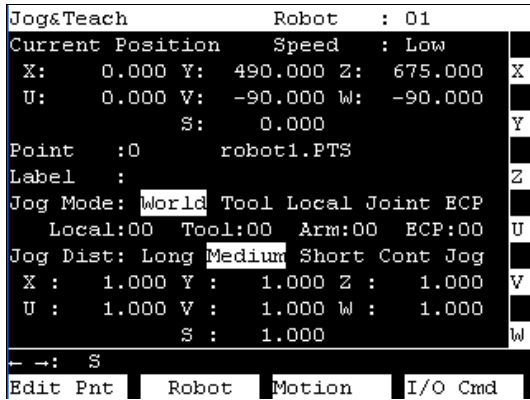 Jog&Teach Robot : 01
Current Position Speed : Low
X: 0.000 Y: 490.000 Z: 675.000 X
U: 0.000 V: -90.000 W: -90.000
S: 0.000 Y
Point :0 robot1.PTS
Label : Z
Jog Mode: World Tool Local Joint ECP
Local:00 Tool:00 Arm:00 ECP:00 U
Jog Dist: Long Medium Short Cont Jog
X : 1.000 Y : 1.000 Z : 1.000 V
U : 1.000 V : 1.000 W : 1.000
S : 1.000 W
← →: S
Edit Pnt Robot Motion I/O Cmd